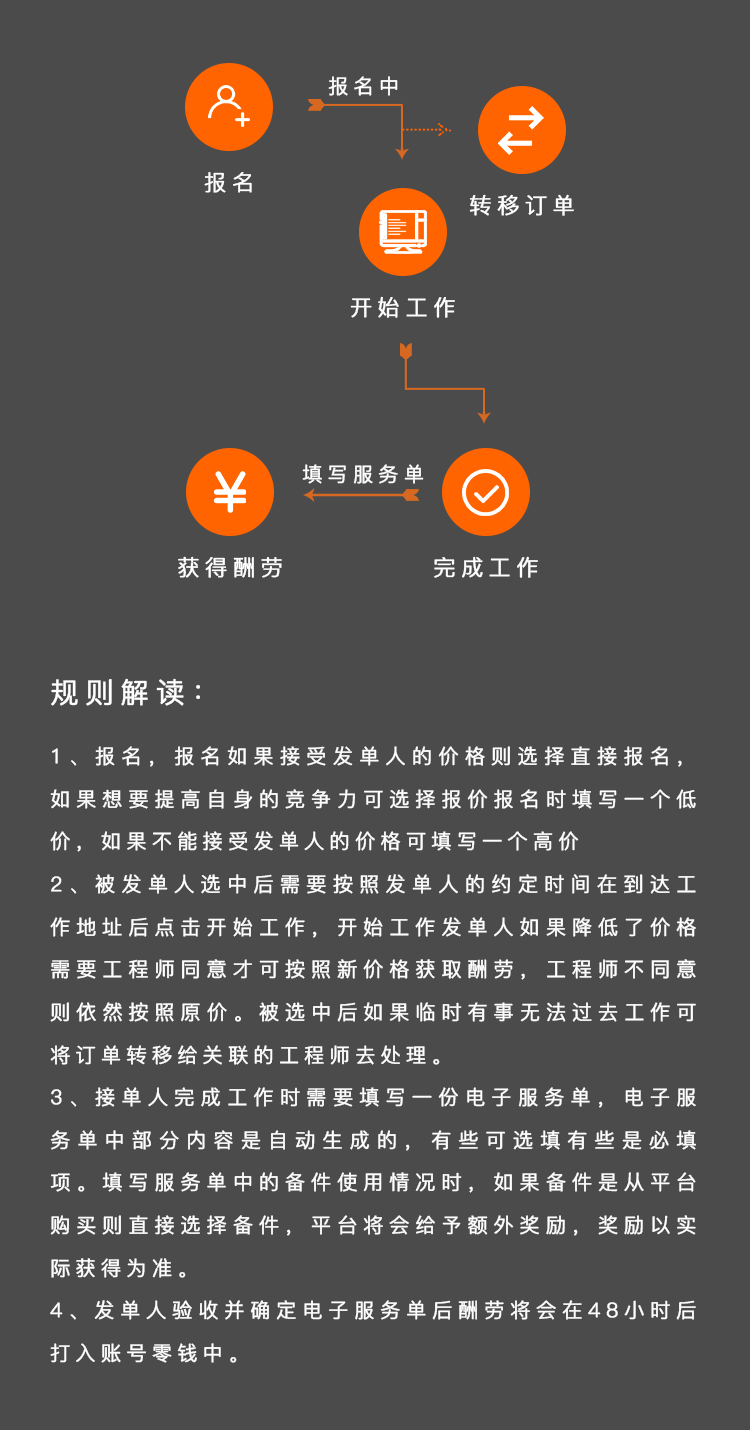 报名中
报名
转移订单
开始工作
填写服务单
获得酬劳
完成工作
规则解读：
1、报名，报名如果接受发单人的价格则选择直接报名，
如果想要提高自身的竞争力可选择报价报名时填写一个低
价，如果不能接受发单人的价格可填写一个高价
2、被发单人选中后需要按照发单人的约定时间在到达工
作地址后点击开始工作，开始工作发单人如果降低了价格
需要工程师同意才可按照新价格获取酬劳，工程师不同意
则依然按照原价。被选中后如果临时有事无法过去工作可
将订单转移给关联的工程师去处理。
3、接单人完成工作时需要填写一份电子服务单，电子服
务单中部分内容是自动生成的，有些可选填有些是必填
项。填写服务单中的备件使用情况时，如果备件是从平台
购买则直接选择备件，平台将会给予额外奖励，奖励以实
际获得为准。
4、发单人验收并确定电子服务单后酬劳将会在48小时后
打入账号零钱中。